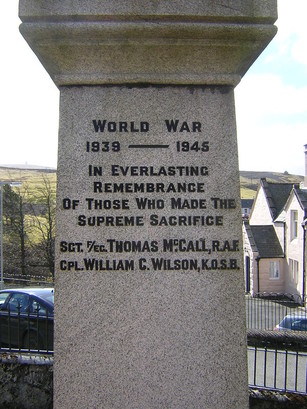 WORLD WAR
1939 — 1945
IN EVERLASTING
REMEMBRANCE
OF THOSE WHO MADE THE
SUPREME SACRIFICE
SGT. F/EG. THOMAS MCCALL, R.A.F.
CPL. WILLIAM C. WILSON, K.O.S.B.